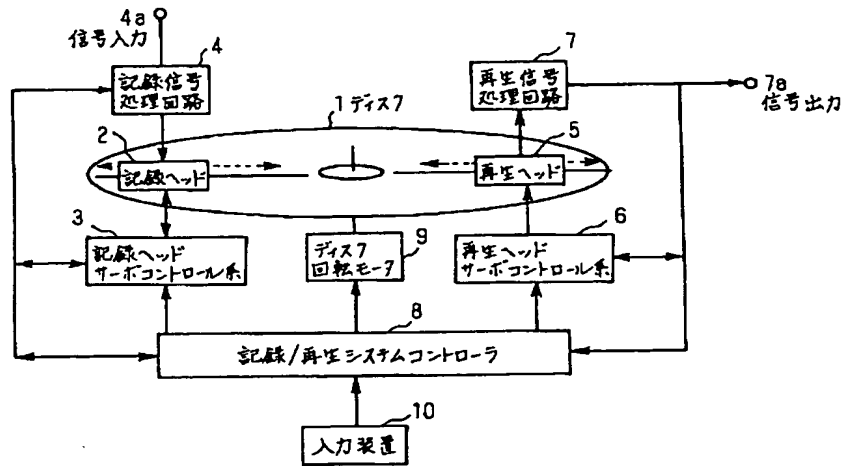 4a
信号入力
4
記録信号
処理回路
7
再生信号
処理回路
7a
信号出力
1 ディスク
2
記録ヘッド
5
再生ヘッド
3
記録ヘッド
サーボコントロール系
9
ディスク
回転モータ
6
再生ヘッド
サーボコントロール系
8
記録/再生システムコントローラ
10
入力装置